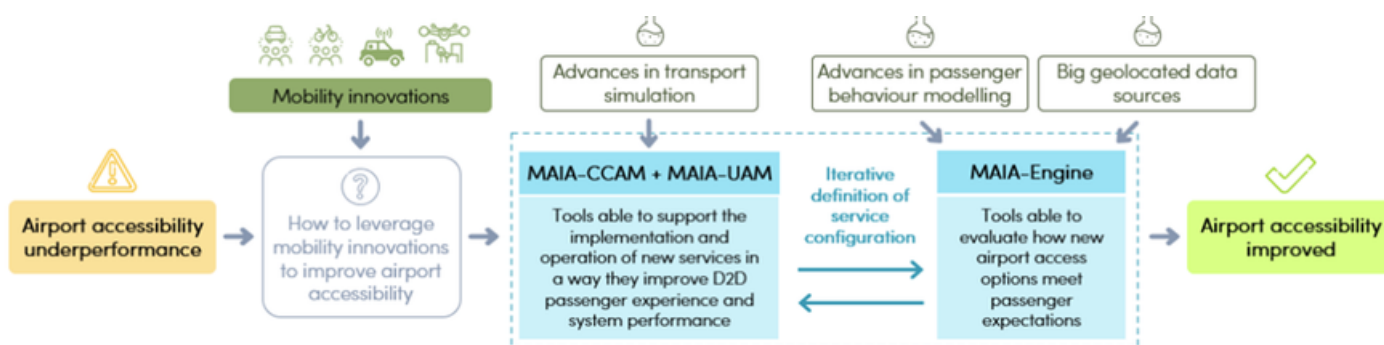 Mobility innovations
Advances in transport
simulation
Advances in passenger
behaviour modelling
Big geolocated data
sources
Airport accessibility
underperformance
?
How to leverage
mobility innovations
to improve airport
accessibility
MAIA-CCAM + MAIA-UAM
Tools able to support the
implementation and
operation of new services in
a way they improve D2D
passenger experience and
system performance
Iterative
definition of
service
configuration
MAIA-Engine
Tools able to
evaluate how new
airport access
options meet
passenger
expectations
Airport accessibility
improved